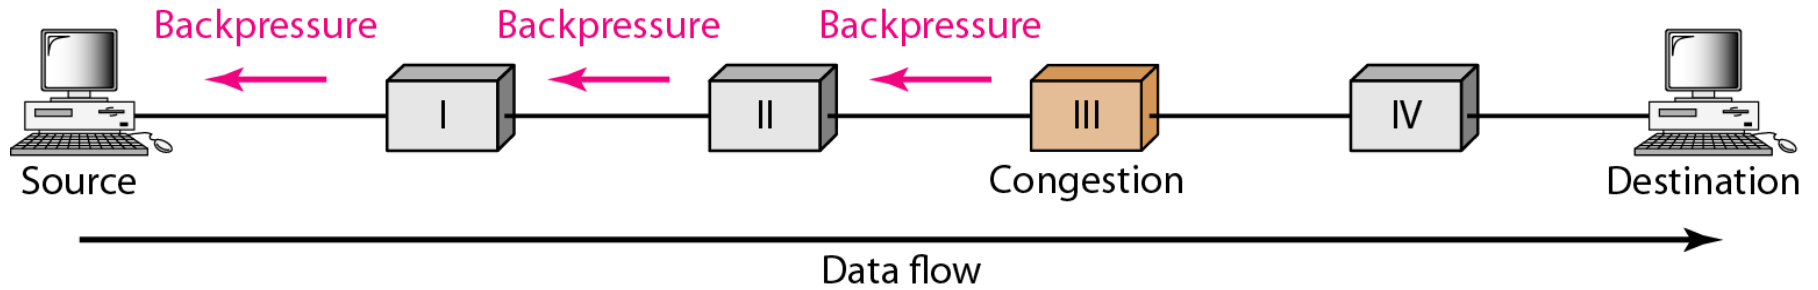 Backpressure
Backpressure
Backpressure
I
II
III
IV
Source
Congestion
Destination
Data flow